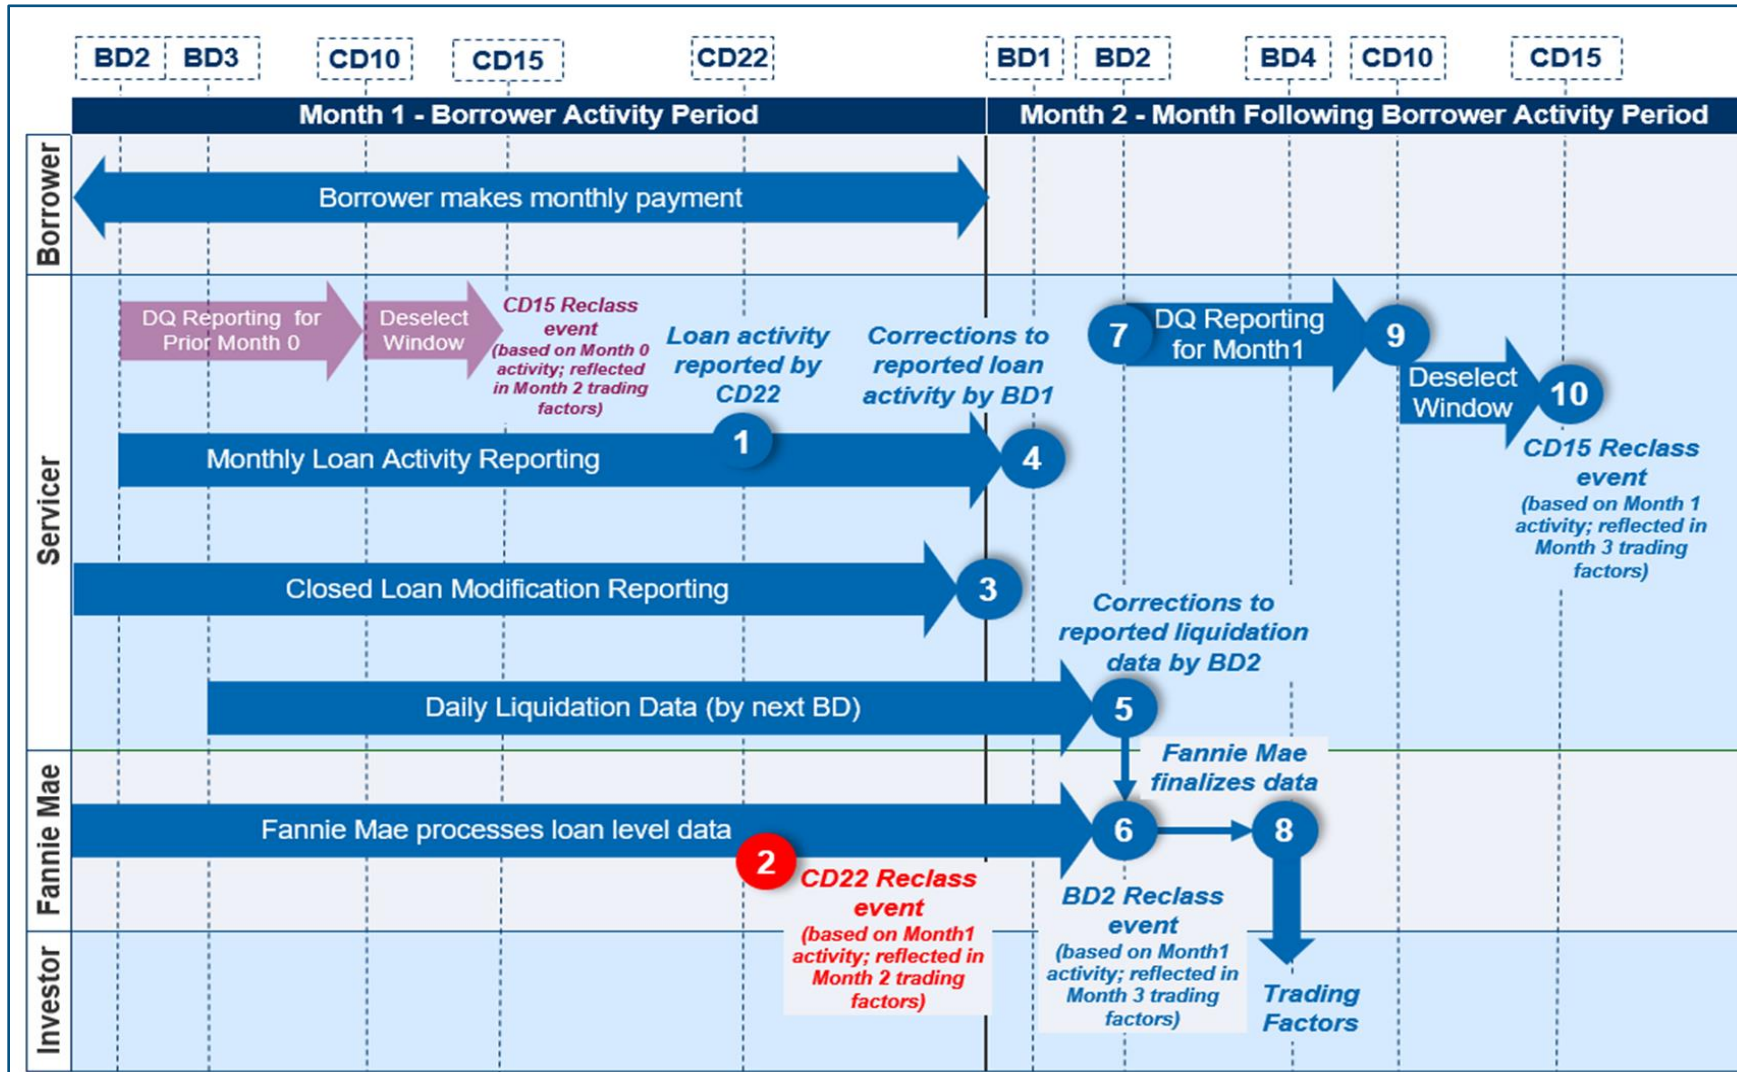 BD2
BD3
CD10
CD15
CD22
BD1
BD2
BD4
CD10
CD15
Month 1 - Borrower Activity Period
Month 2 - Month Following Borrower Activity Period
Borrower
Borrower makes monthly payment
Servicer
DQ Reporting for
Prior Month 0
Deselect
Window
CD15 Reclass
event
(based on Month 0
activity; reflected
in Month 2 trading
factors)
Loan activity
reported by
CD22
Corrections to
reported loan
activity by BD1
7
DQ Reporting
for Month1
9
Deselect
Window
10
CD15 Reclass
event
(based on Month 1
activity; reflected in
Month 3 trading
factors)
Monthly Loan Activity Reporting
1
4
Closed Loan Modification Reporting
3
Corrections to
reported liquidation
data by BD2
Daily Liquidation Data (by next BD)
5
Fannie Mae
Fannie Mae
finalizes data
Fannie Mae processes loan level data
2
6
8
CD22 Reclass
event
(based on Month1
activity; reflected in
Month 2 trading
factors)
BD2 Reclass
event
(based on Month1
activity; reflected in
Month 3 trading
factors)
Investor
Trading
Factors